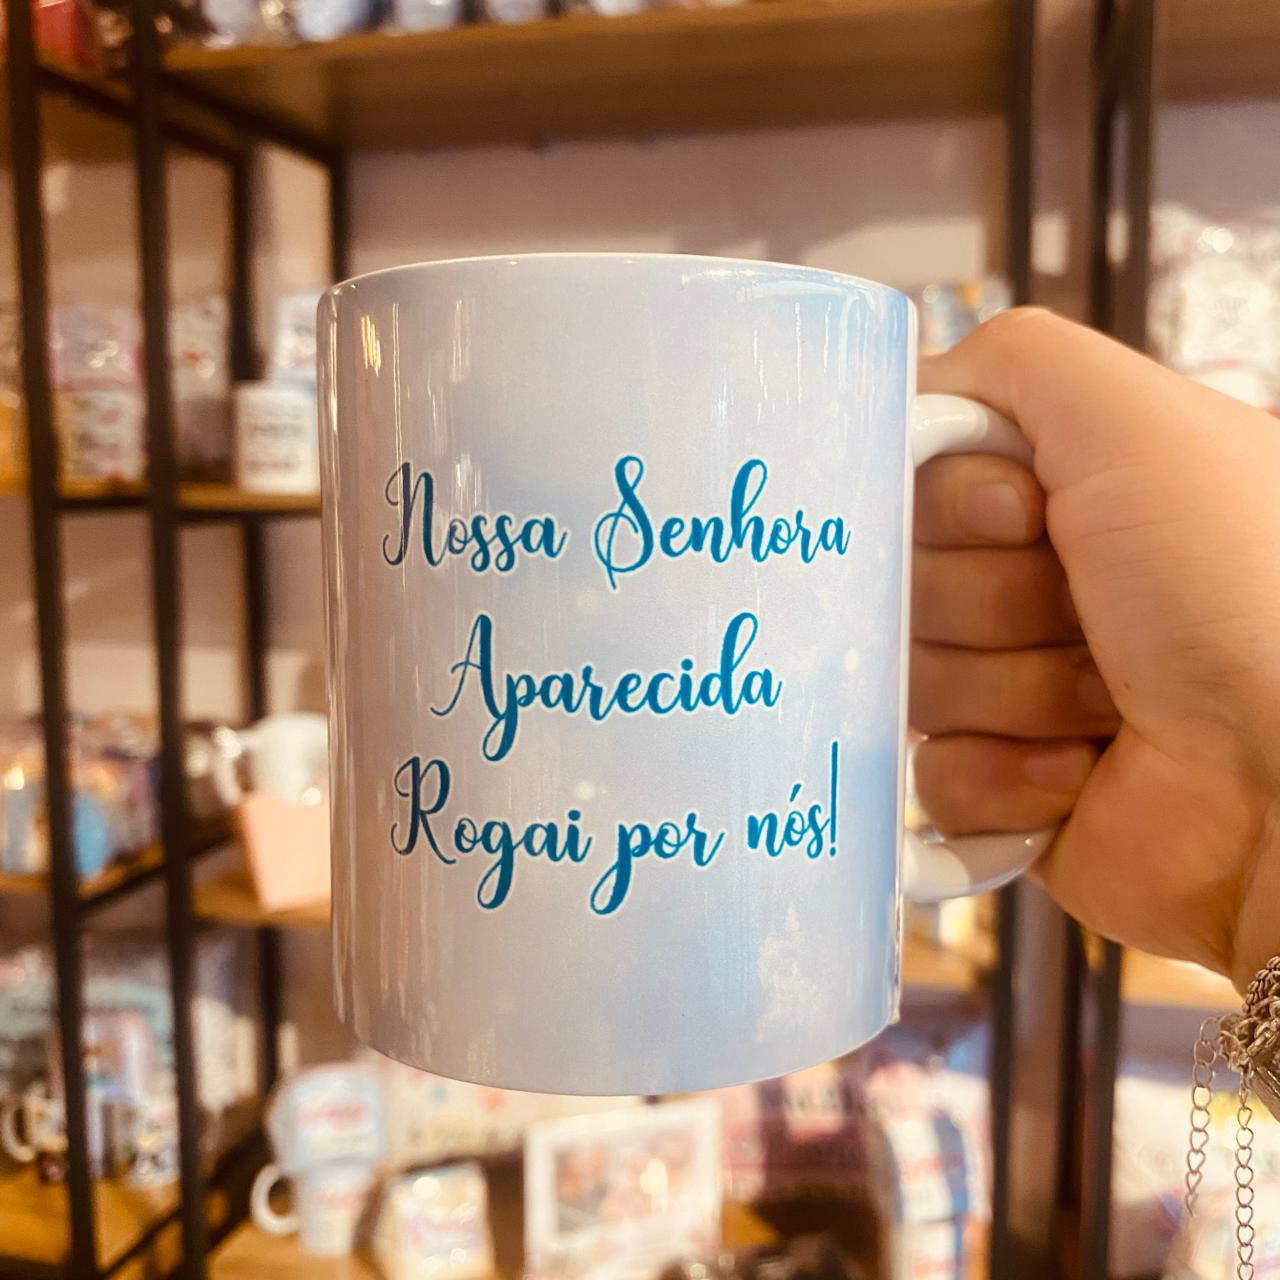 Nossa Senhora
Aparecida
Rogai por nós!